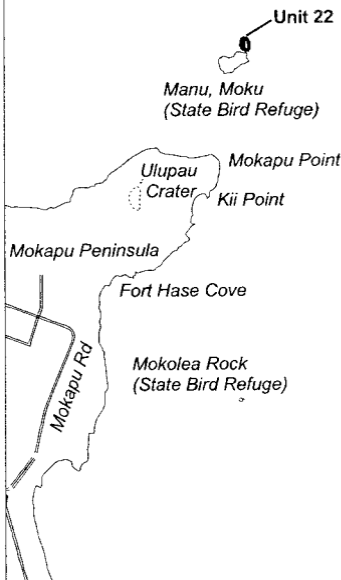 Unit 22
Manu, Moku
(State Bird Refuge)
Mokapu Point
Ulupau
Crater
Kii Point
Mokapu Peninsula
Fort Hase Cove
Mokapu Rd
Mokolea Rock
(State Bird Refuge)